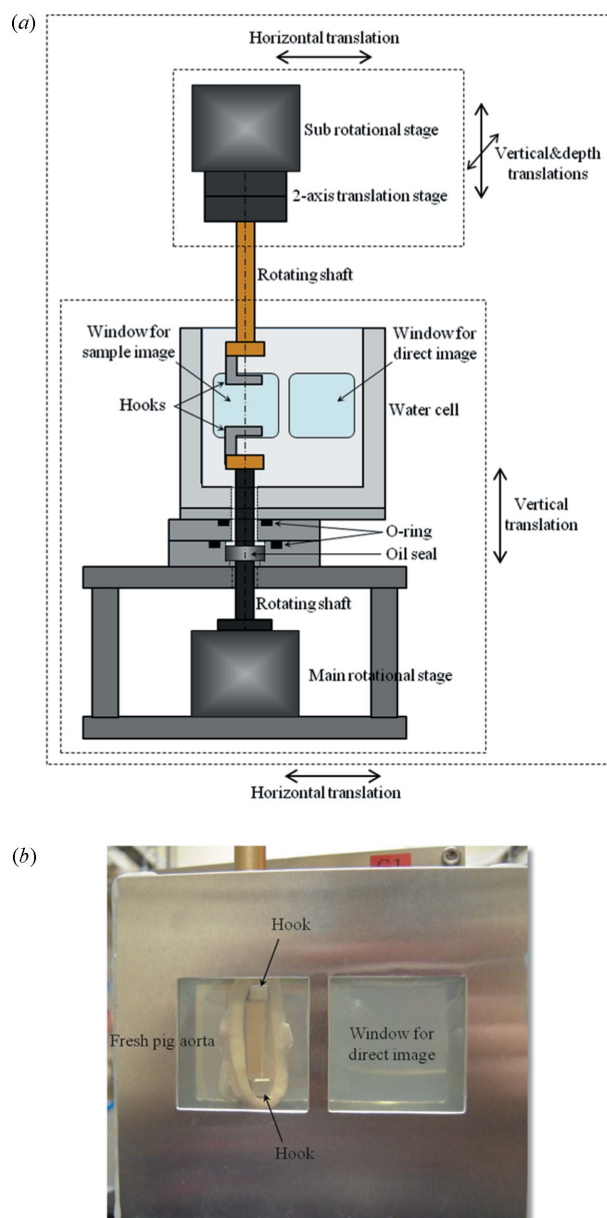 (a)
Horizontal translation
Sub rotational stage
Vertical&depth
translations
2-axis translation stage
Rotating shaft
Window for
sample image
Window for
direct image
Hooks
Water cell
Vertical
translation
O-ring
Oil seal
Rotating shaft
Main rotational stage
Horizontal translation
(b)
G1
Hook
Fresh pig aorta
Window for
direct image
Hook